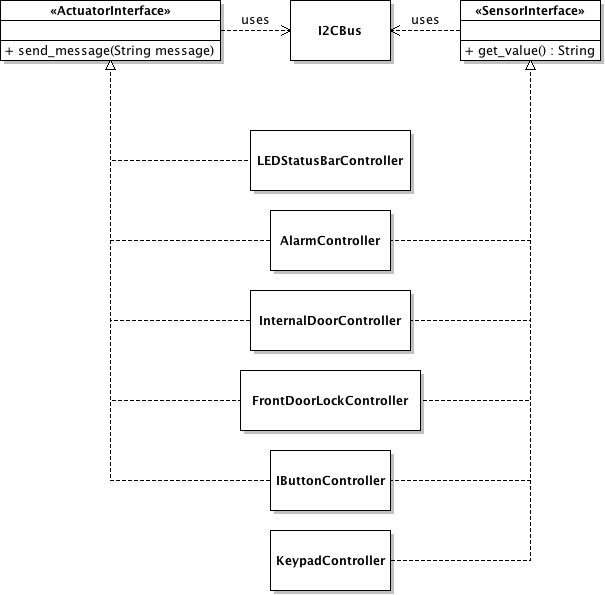 «ActuatorInterface»
+ send_message(String message)
uses
I2CBus
uses
«SensorInterface»
+ get_value() : String
LEDStatusBarController
AlarmController
InternalDoorController
FrontDoorLockController
IButtonController
KeypadController